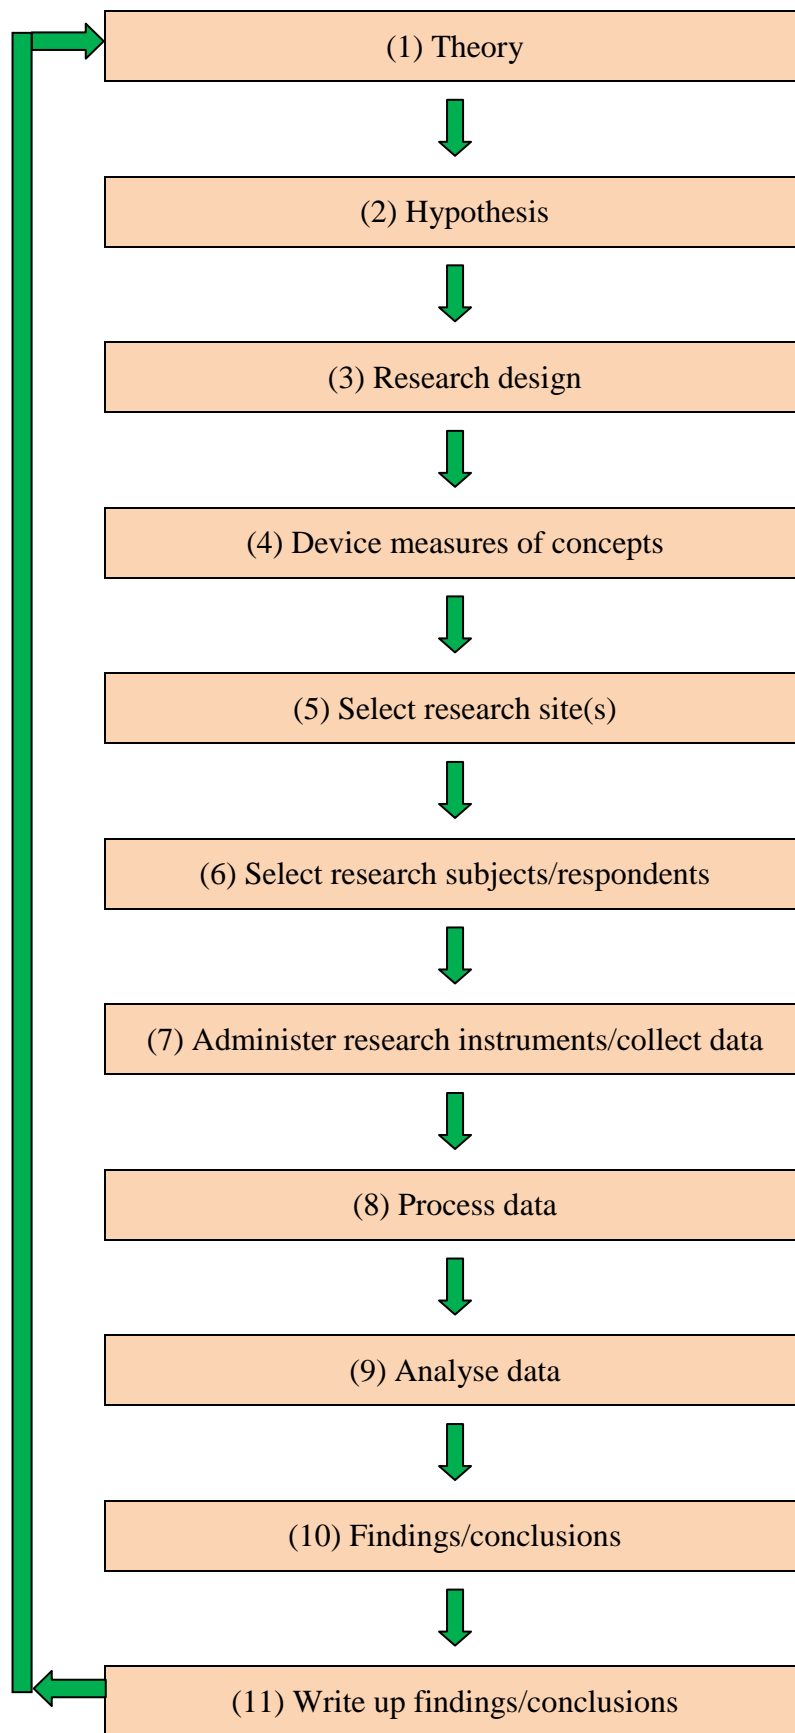 (1) Theory
(2) Hypothesis
(3) Research design
(4) Device measures of concepts
(5) Select research site(s)
(6) Select research subjects/respondents
(7) Administer research instruments/collect data
(8) Process data
(9) Analyse data
(10) Findings/conclusions
(11) Write up findings/conclusions